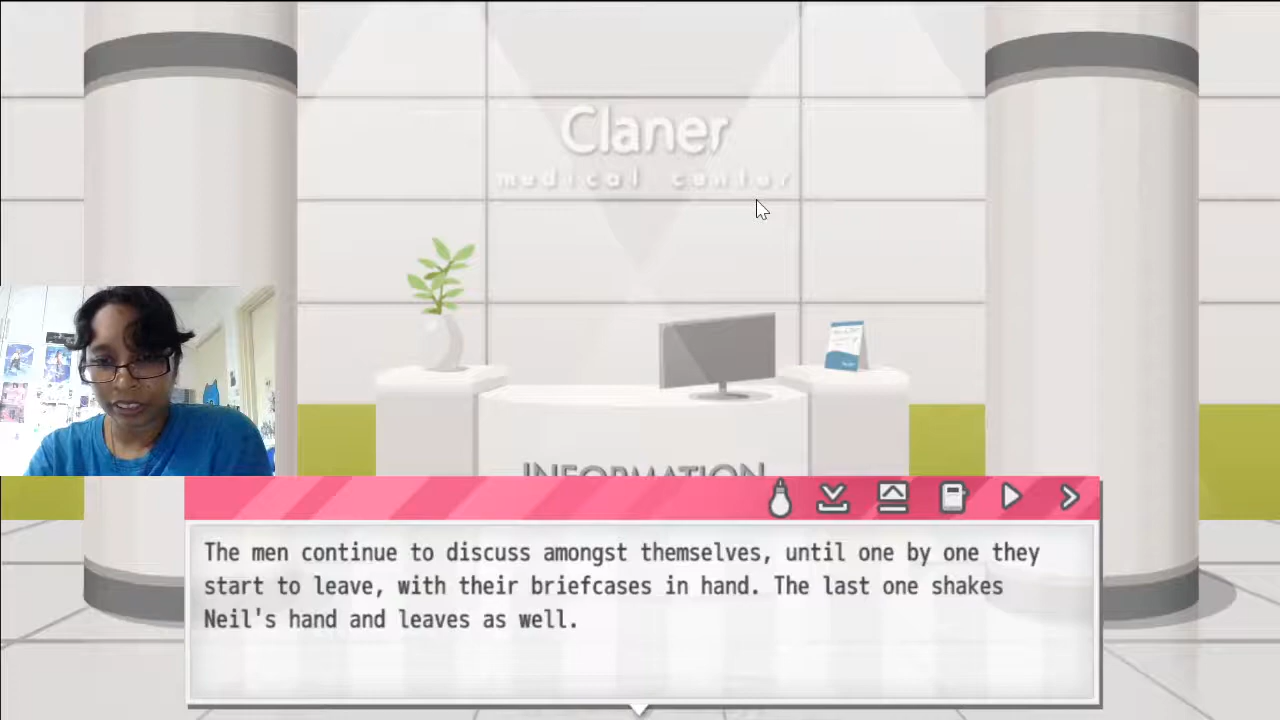 Claner
medical center
INFORMATION
The men continue to discuss amongst themselves, until one by one they
start to leave, with their briefcases in hand. The last one shakes
Neil's hand and leaves as well.